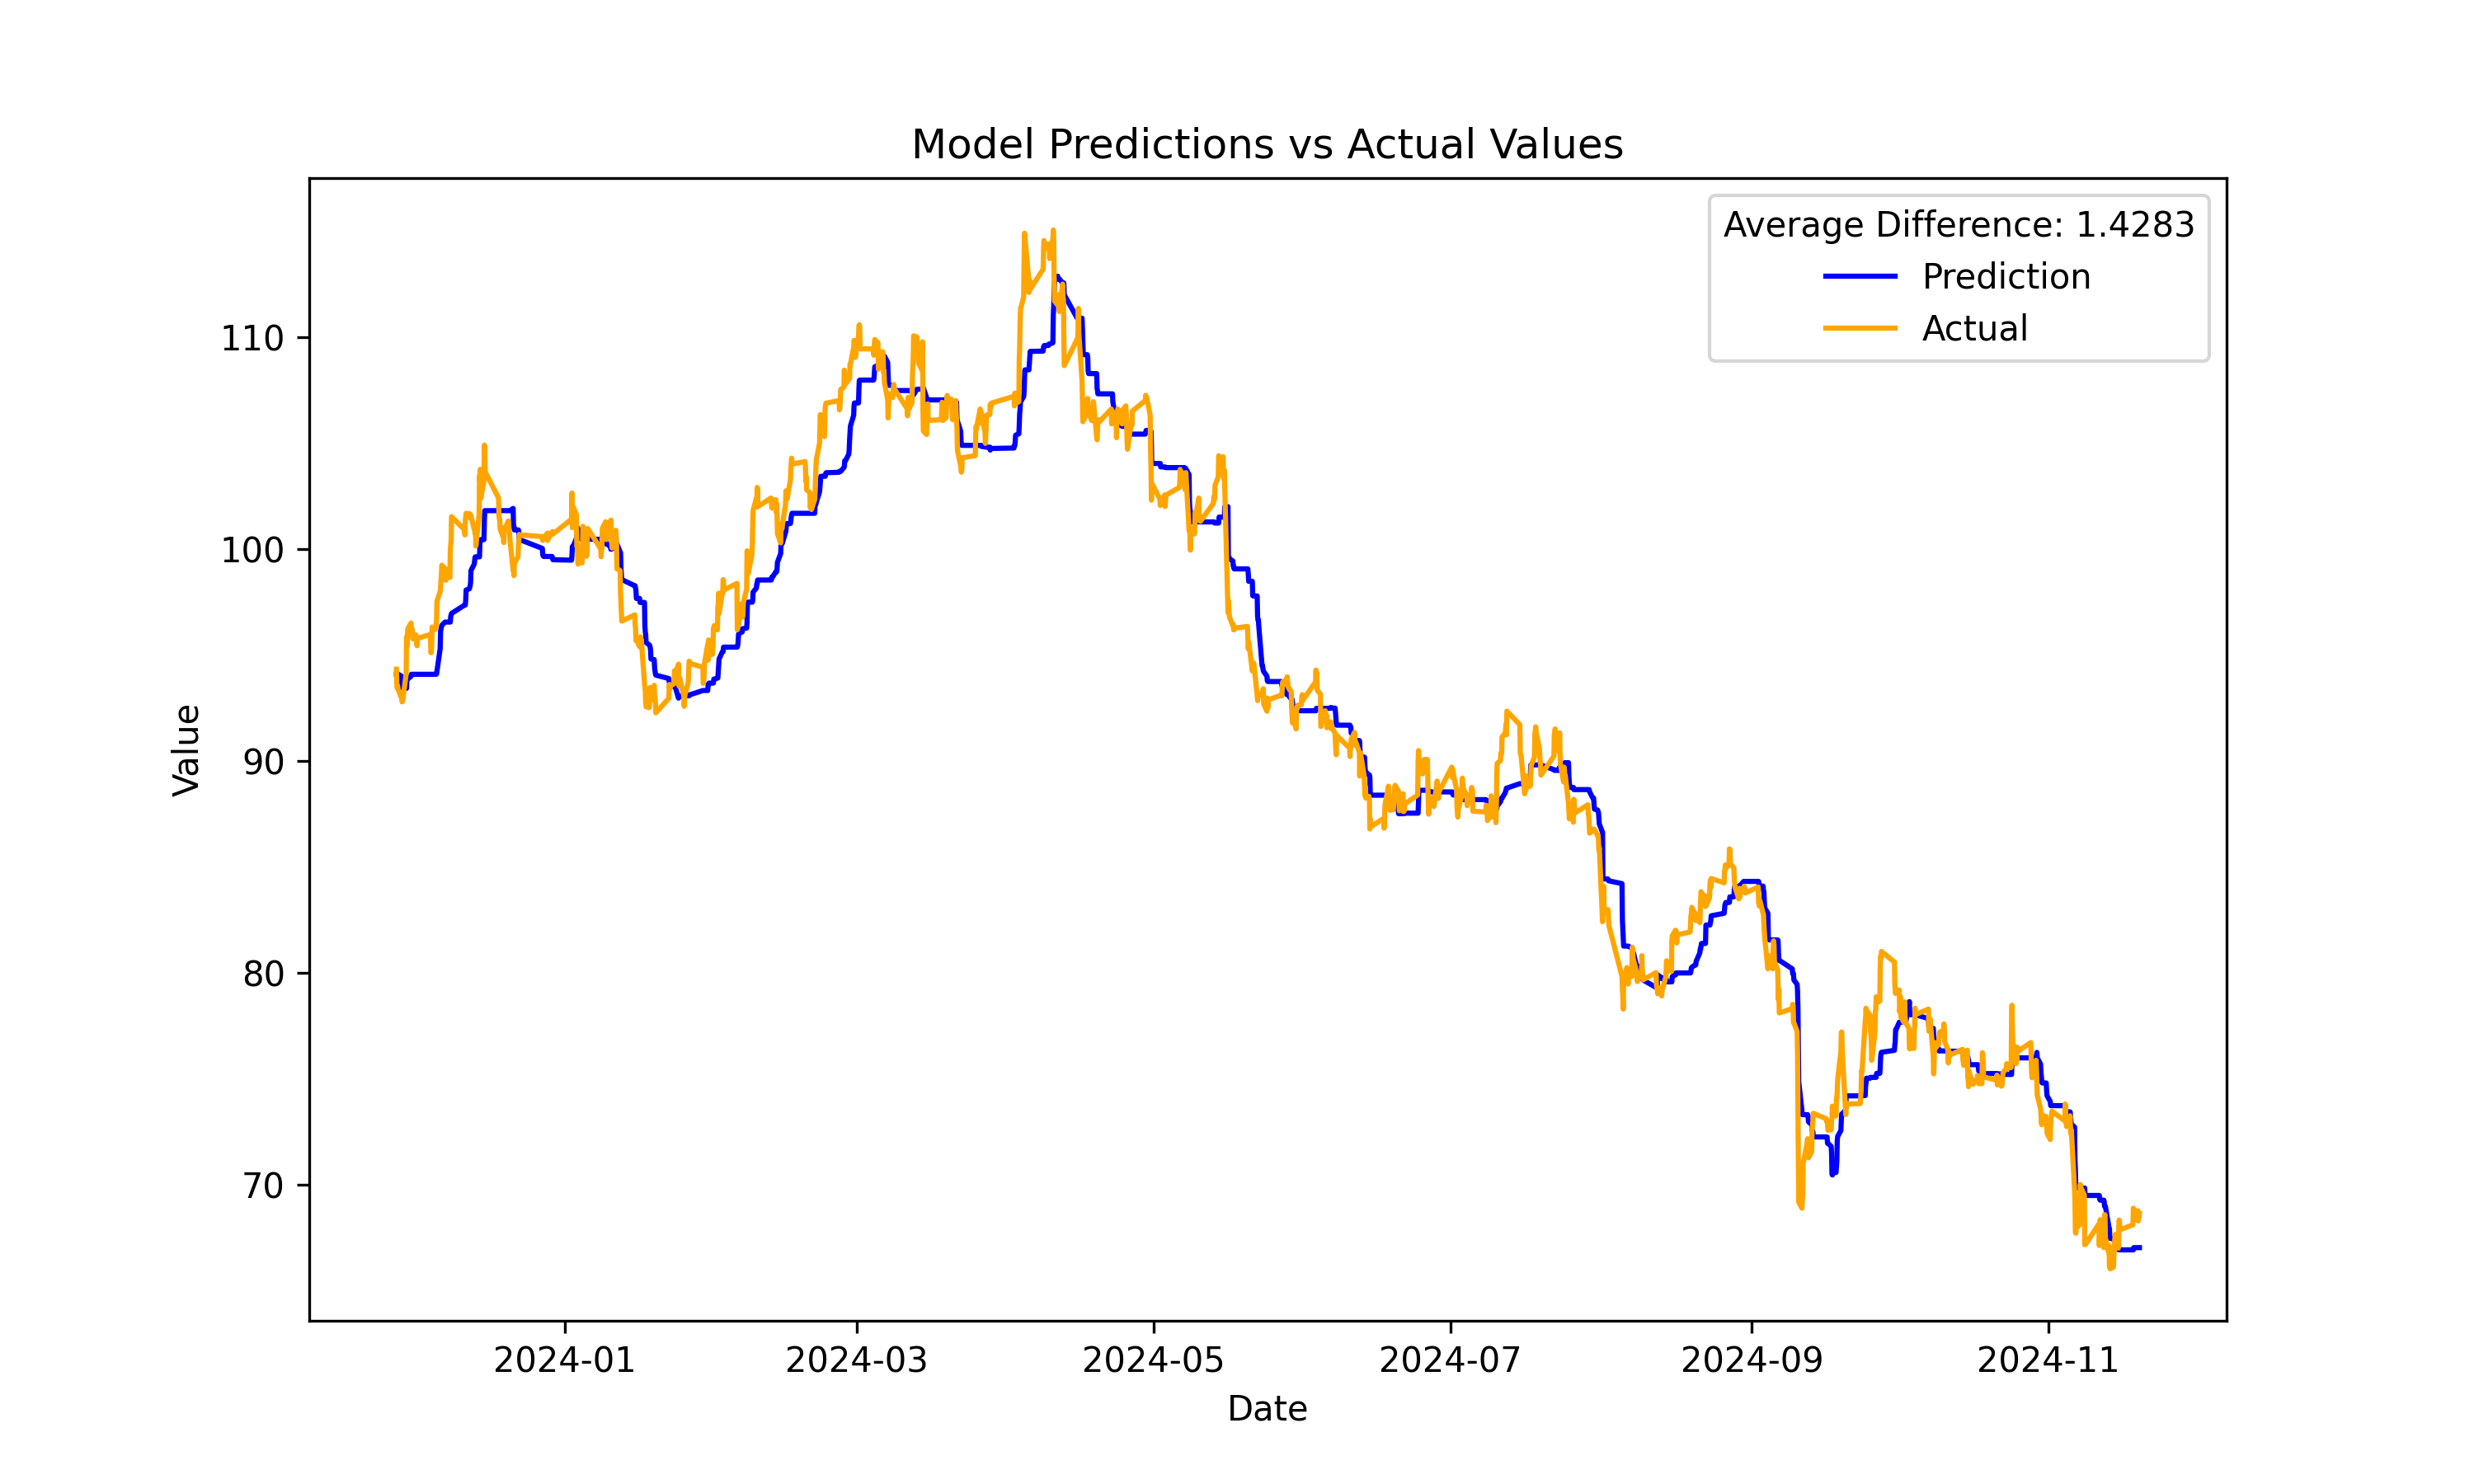 Model Predictions vs Actual Values
Average Difference: 1.4283
Prediction
Actual
Value
110
100
90
80
70
2024-01 2024-03 2024-05 2024-07 2024-09 2024-11
Date